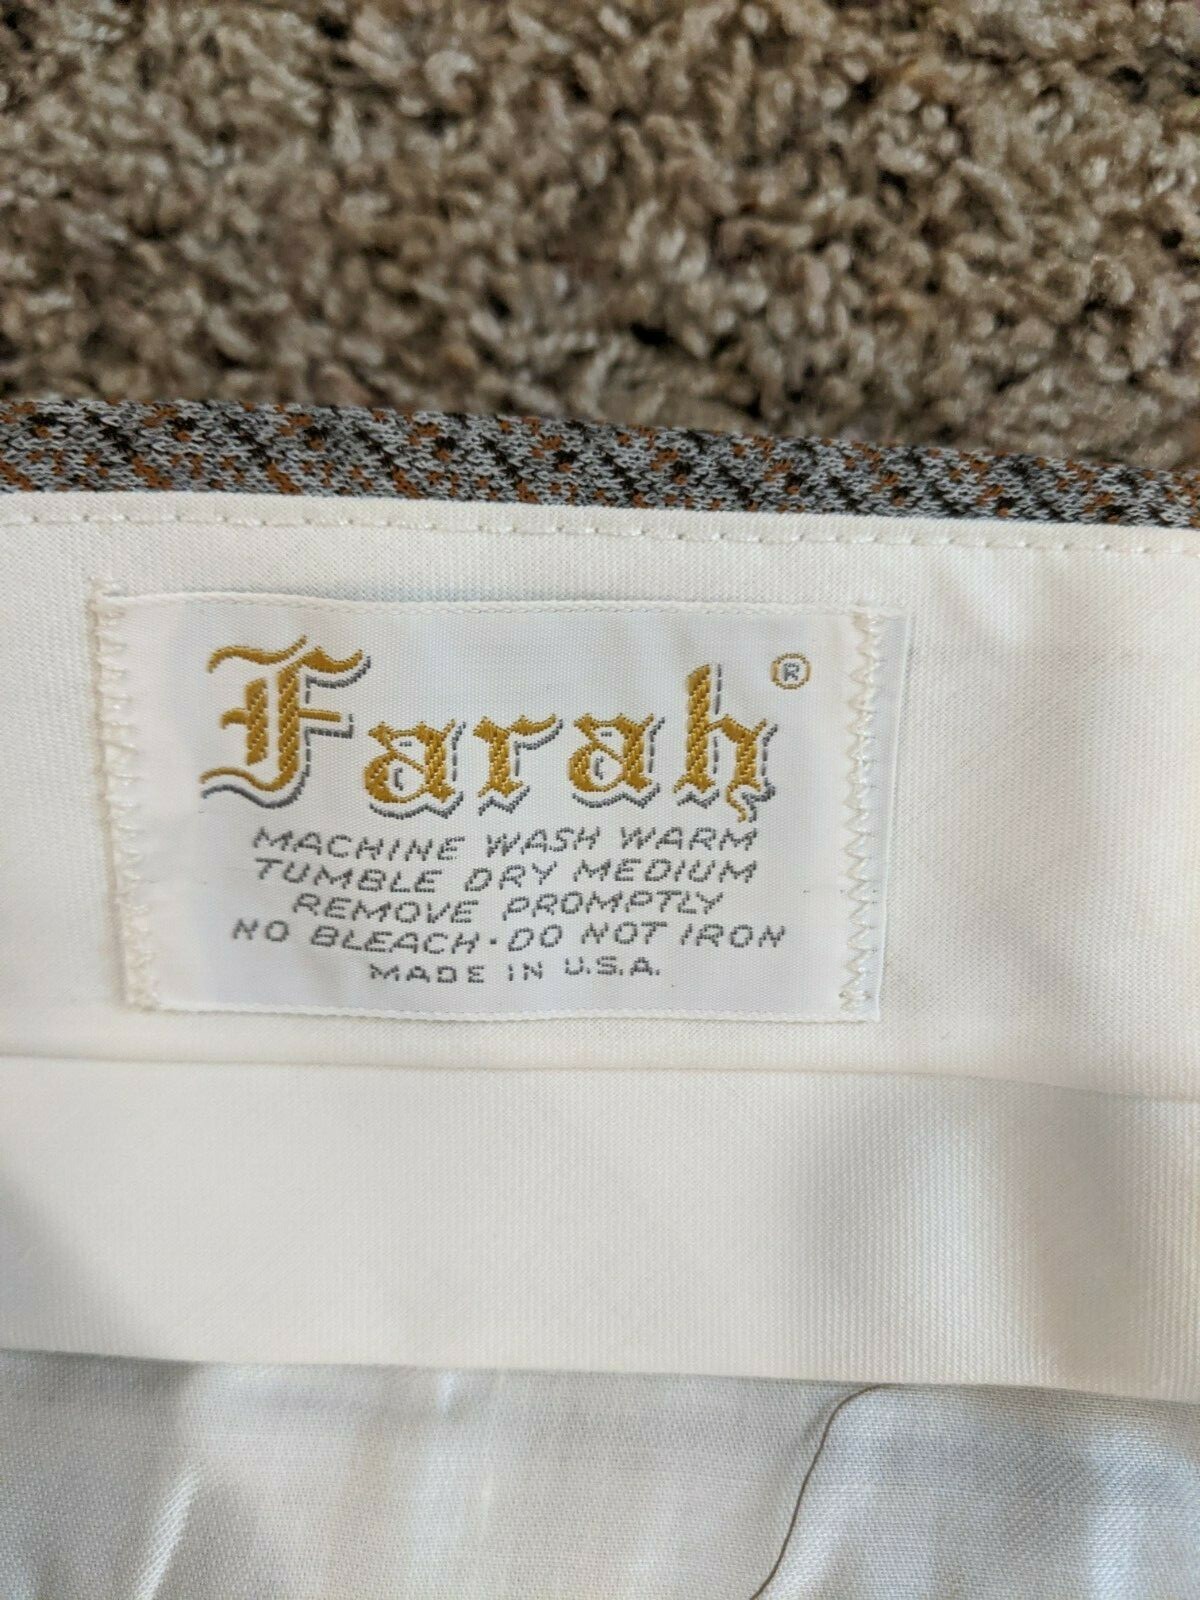 Farah ®
MACHINE WASH WARM
TUMBLE DRY MEDIUM
REMOVE PROMPTLY
NO BLEACH · DO NOT IRON
MADE IN U.S.A.